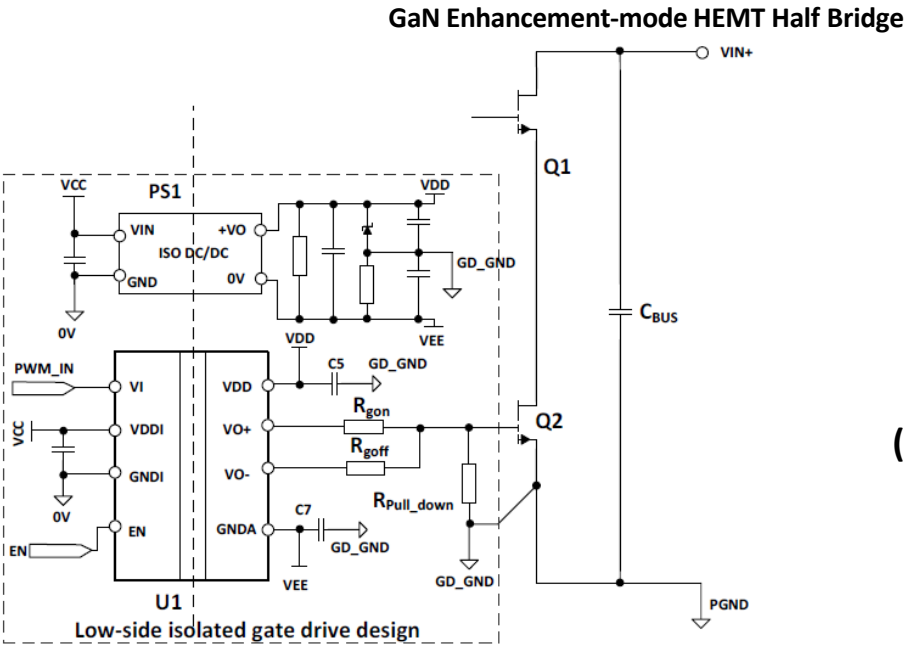 GaN Enhancement-mode HEMT Half Bridge
VIN+
Q1
VCC
PS1
VDD
VIN
+VO
ISO DC/DC
GND
0V
GD_GND
0V
VEE
CBUS
VDD
PWM_IN
C5
GD_GND
VI
VDD
Rgon
Q2
VCC
VDDI
VO+
(
Rgoff
GNDI
VO-
RPull_down
0V
C7
EN
GNDA
EN
GD_GND
VEE
GD_GND
U1
PGND
Low-side isolated gate drive design